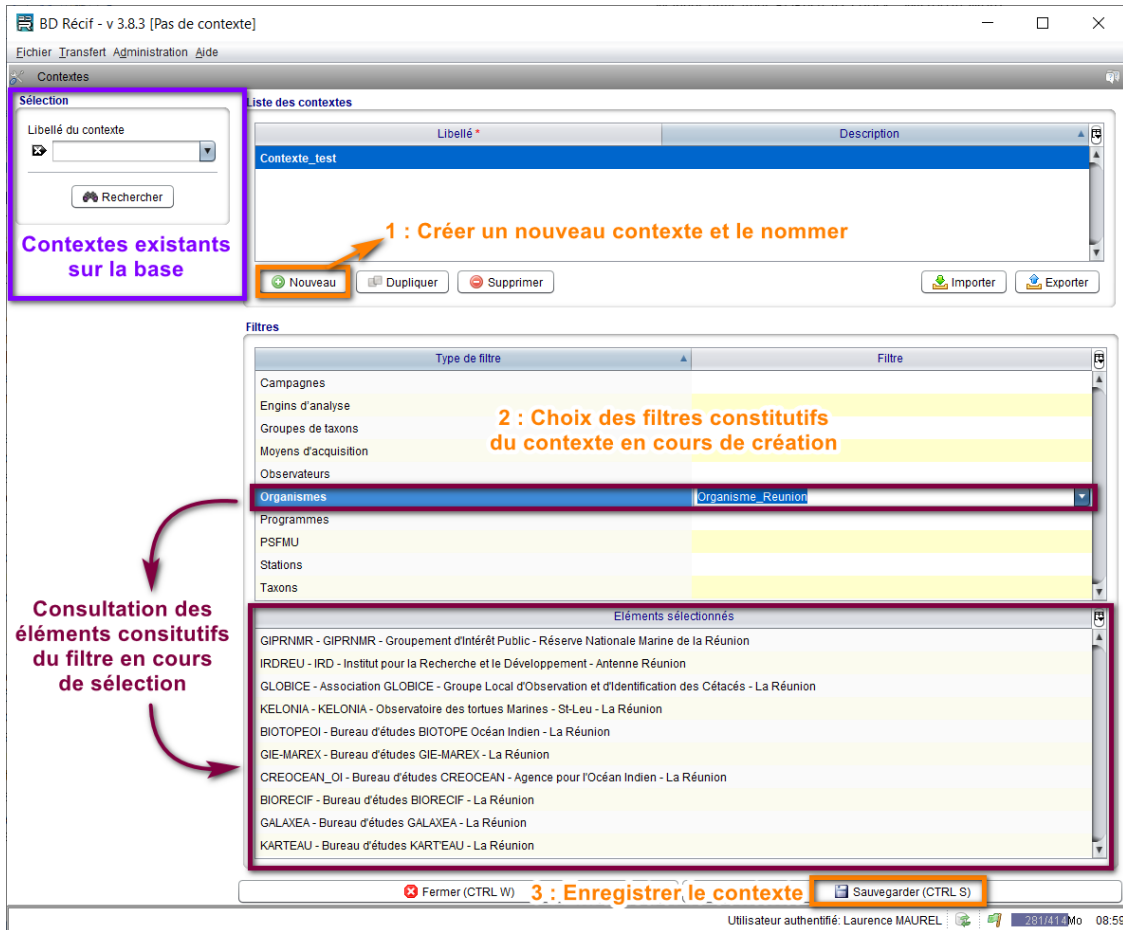 BD Récif - v 3.8.3 [Pas de contexte]
Fichier Transfert Administration Aide
Contextes
Sélection
Libellé du contexte
Rechercher
Contextes existants
sur la base
Liste des contextes
Libellé * Description
Contexte_test
1 : Créer un nouveau contexte et le nommer
Nouveau Dupliquer Supprimer Importer Exporter
Filtres
Type de filtre Filtre
Campagnes
Engins d'analyse
Groupes de taxons
Moyens d'acquisition
Observateurs
2 : Choix des filtres constitutifs
du contexte en cours de création
Organismes Organisme_Reunion
Programmes
PSFMU
Stations
Taxons
Consultation des
éléments consitutifs
du filtre en cours
de sélection
Eléments sélectionnés
GIPRNMR - GIPRNMR - Groupement d'Intérêt Public - Réserve Nationale Marine de la Réunion
IRDREU - IRD - Institut pour la Recherche et le Développement - Antenne Réunion
GLOBICE - Association GLOBICE - Groupe Local d'Observation et d'Identification des Cétacés - La Réunion
KELONIA - KELONIA - Observatoire des tortues Marines - St-Leu - La Réunion
BIOTOPEOI - Bureau d'études BIOTOPE Océan Indien - La Réunion
GIE-MAREX - Bureau d'études GIE-MAREX - La Réunion
CREOCEAN_OI - Bureau d'études CREOCEAN - Agence pour l'Océan Indien - La Réunion
BIORECIF - Bureau d'études BIORECIF - La Réunion
GALAXEA - Bureau d'études GALAXEA - La Réunion
KARTEAU - Bureau d'études KART'EAU - La Réunion
Fermer (CTRL W) 3 : Enregistrer le contexte Sauvegarder (CTRL S)
Utilisateur authentifié: Laurence MAUREL 281/414Mo 08:59